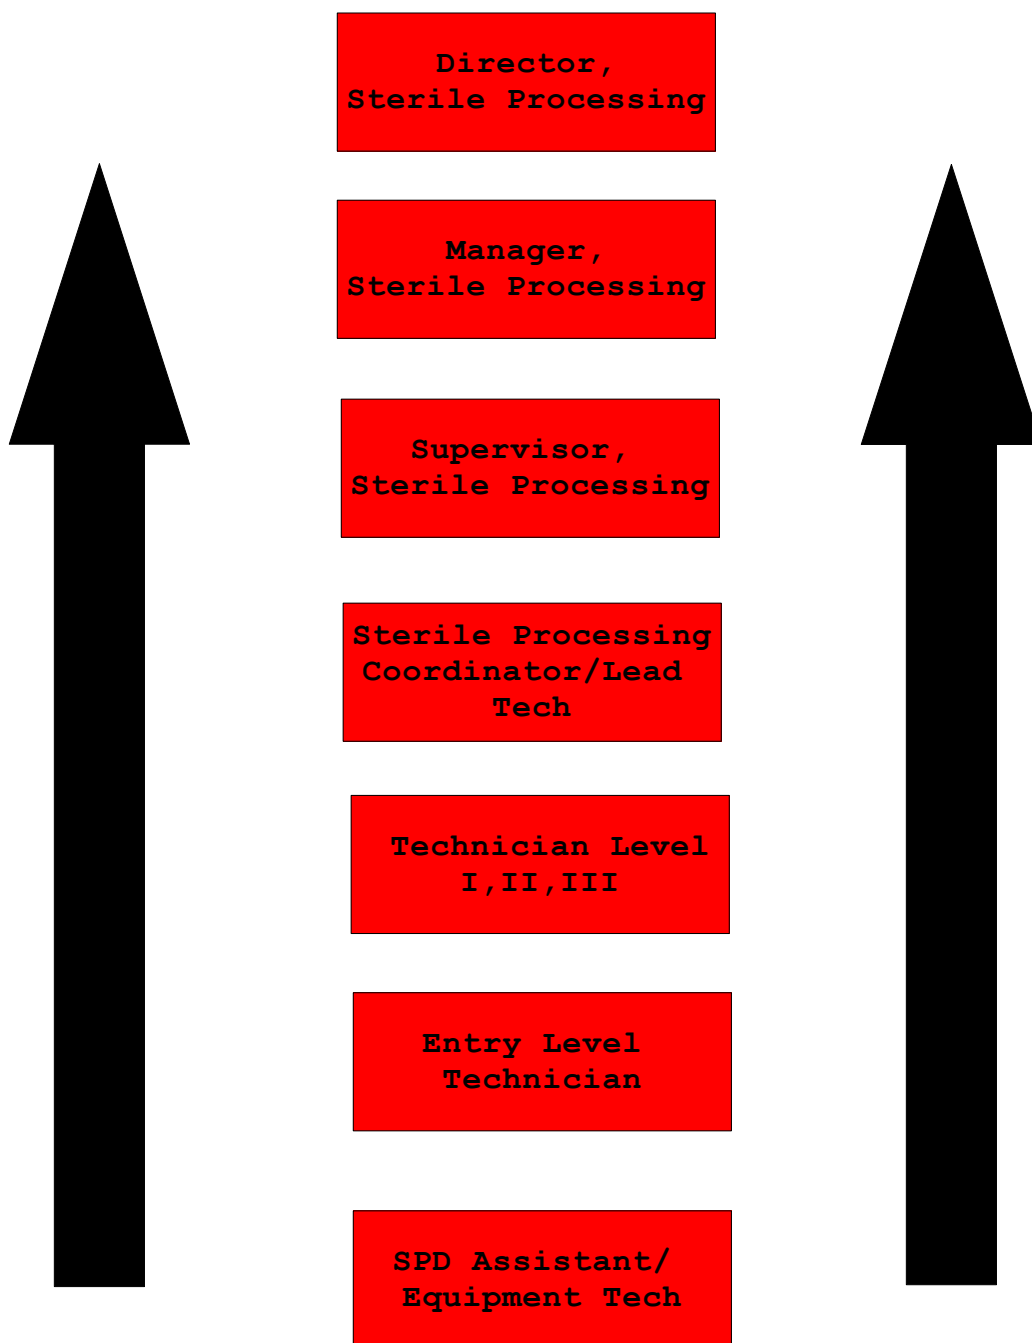 Director,
Sterile Processing
Manager,
Sterile Processing
Supervisor,
Sterile Processing
Sterile Processing
Coordinator/Lead
Tech
Technician Level
I,II,III
Entry Level
Technician
SPD Assistant/
Equipment Tech